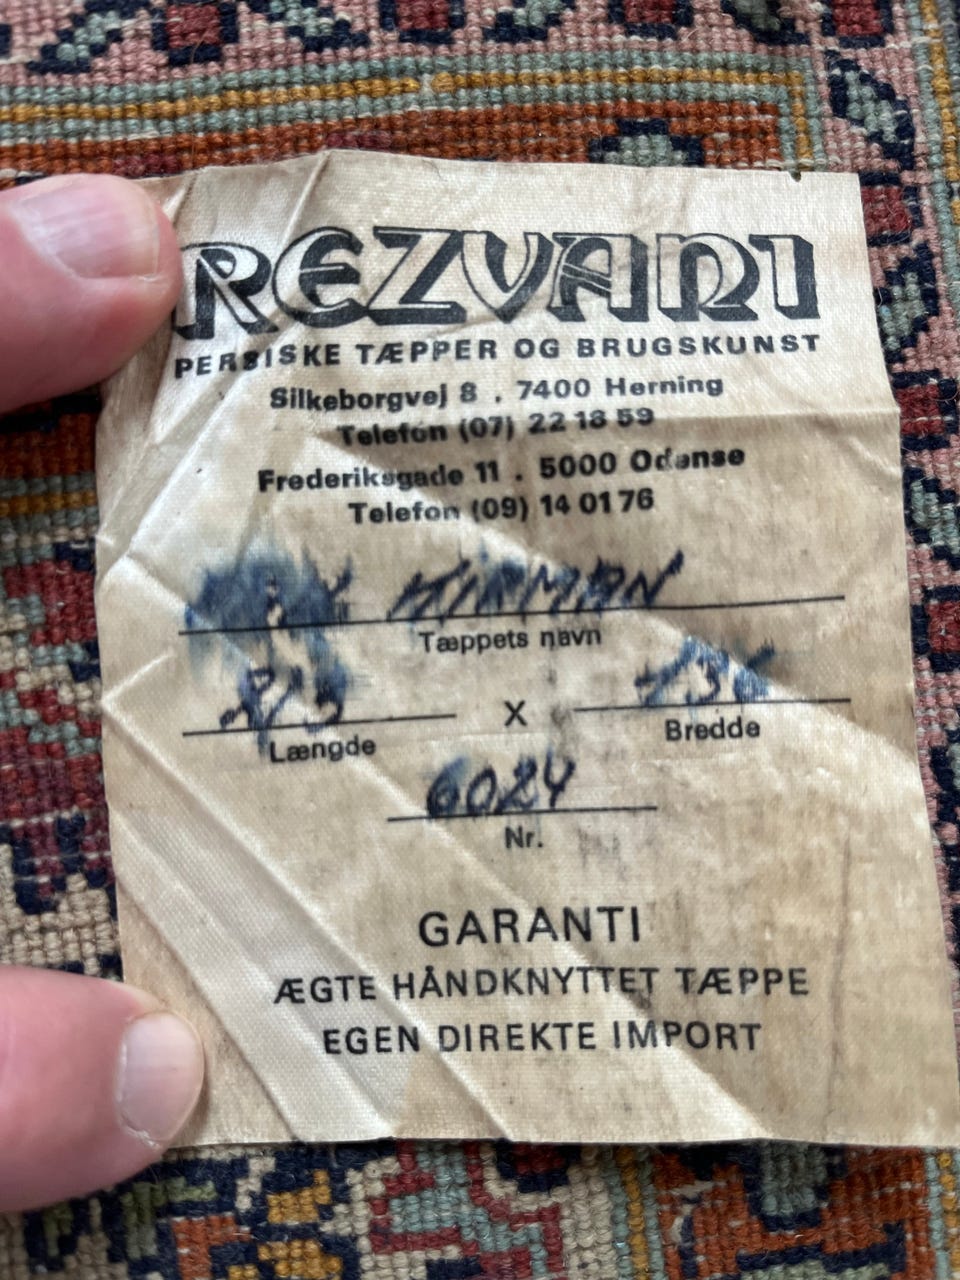 REZVANI
PERSISKE TÆPPER OG BRUGSKUNST
Silkeborgvej 8 . 7400 Herning
Telefon (07) 22 18 59
Frederiksgade 11 . 5000 Odense
Telefon (09) 14 01 76
KIRMAN
Tæppets navn
X
Længde
Bredde
6024
Nr.
GARANTI
ÆGTE HÅNDKNYTTET TÆPPE
EGEN DIREKTE IMPORT